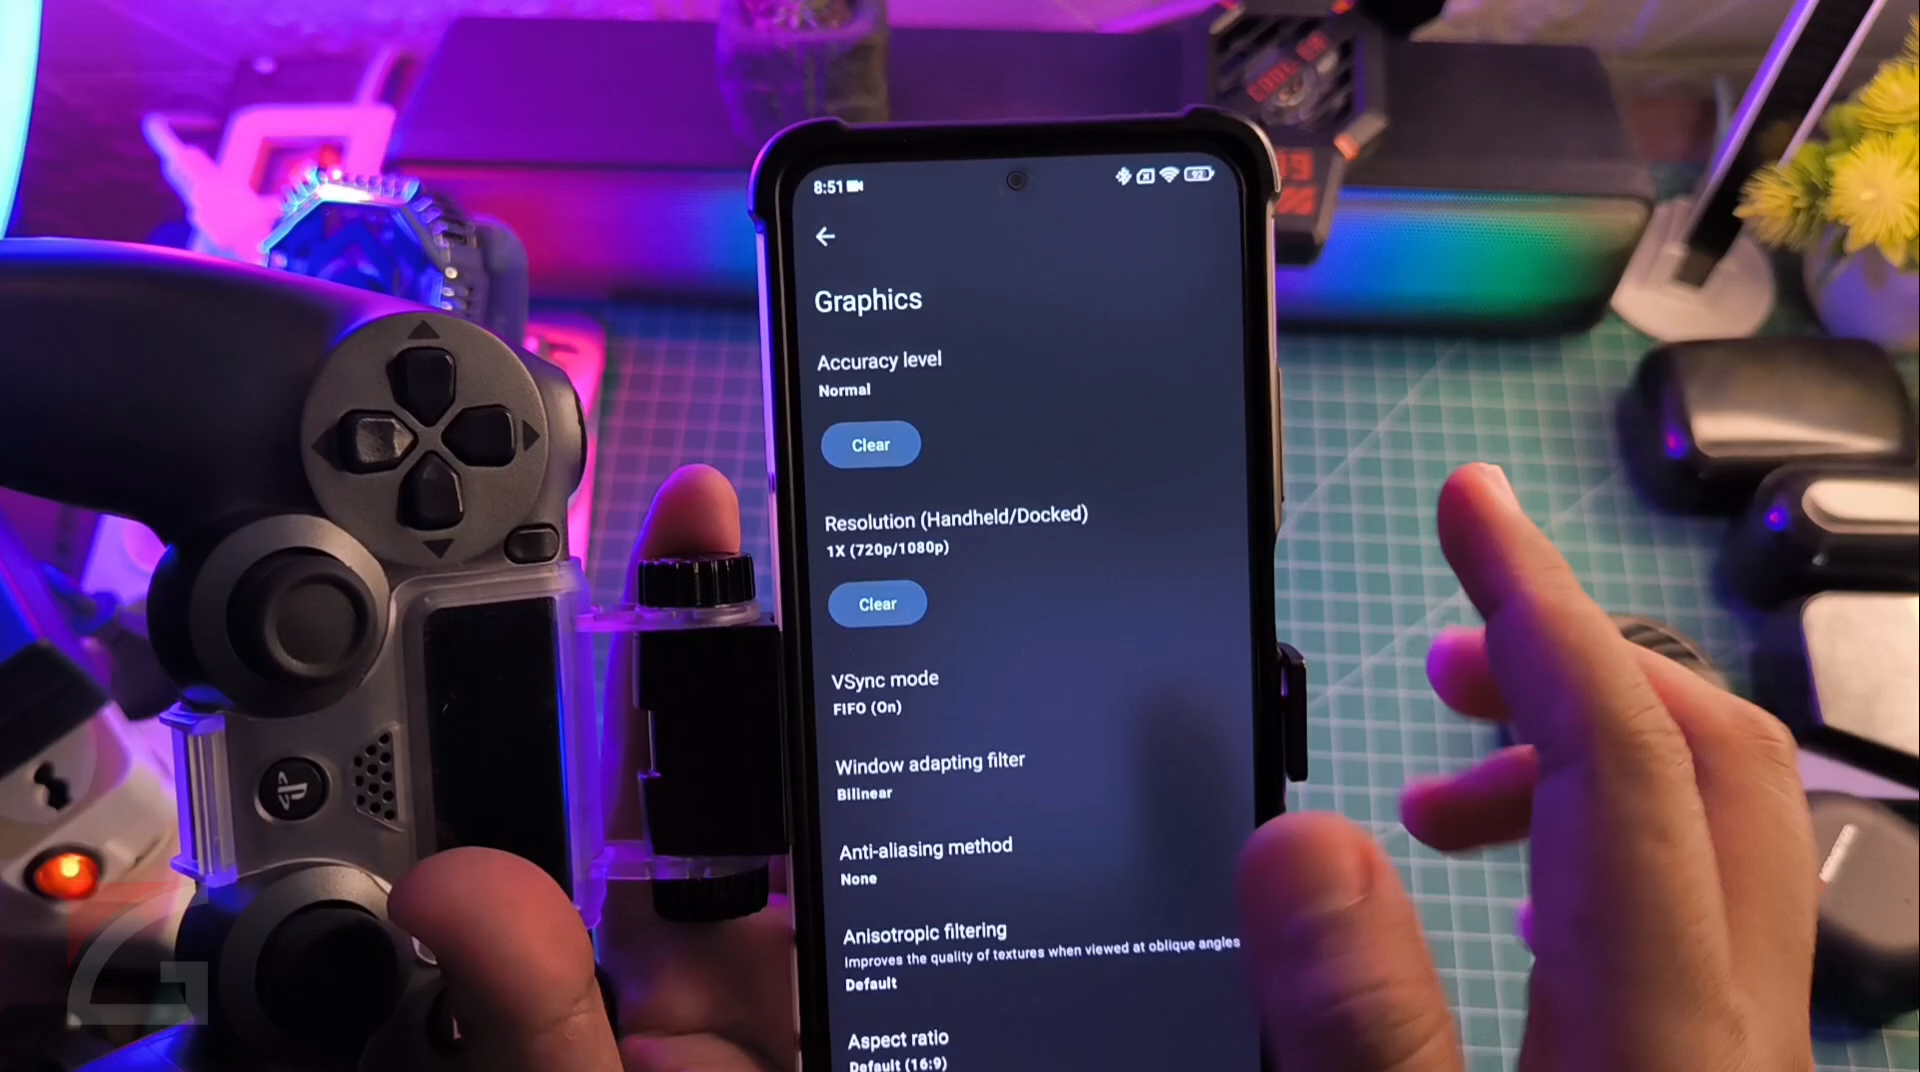 8:51
92
Graphics
Accuracy level
Normal
Clear
Resolution (Handheld/Docked)
1X (720p/1080p)
Clear
VSync mode
FIFO (On)
Window adapting filter
Bilinear
Anti-aliasing method
None
Anisotropic filtering
Improves the quality of textures when viewed at oblique angles
Default
Aspect ratio
Default (16:9)